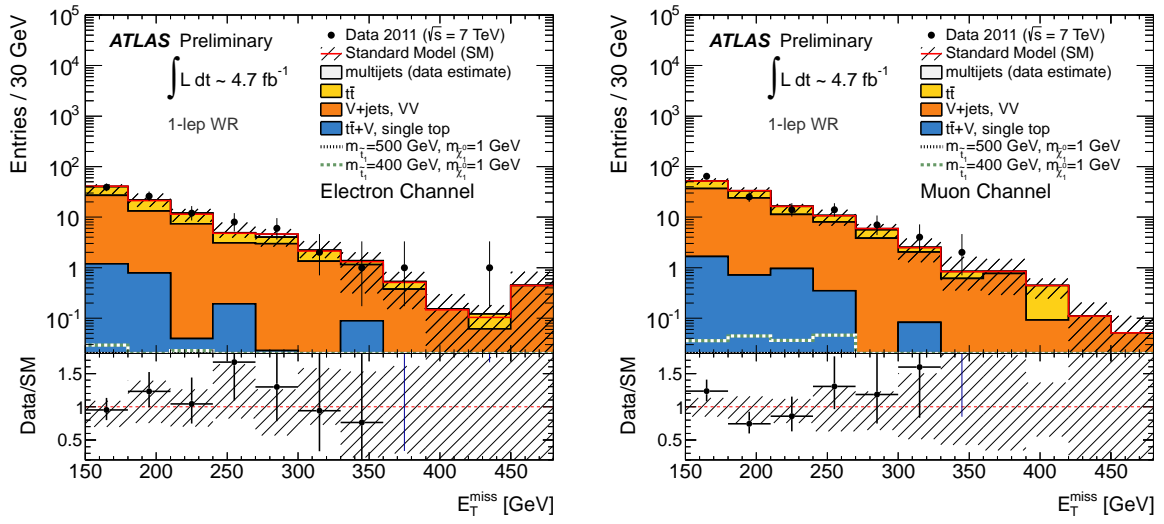 Entries / 30 GeV
10⁵
10⁴
10³
10²
10
1
10⁻¹
ATLAS Preliminary
∫ L dt ~ 4.7 fb⁻¹
1-lep WR
Data 2011 (√s = 7 TeV)
Standard Model (SM)
multijets (data estimate)
tt̄
V+jets, VV
tt̄+V, single top
m_t̃₁=500 GeV, m_χ̃₁⁰=1 GeV
m_t̃₁=400 GeV, m_χ̃₁⁰=1 GeV
Electron Channel
Data/SM
1.5
1
0.5
150 200 250 300 350 400 450
E_T^miss [GeV]
Entries / 30 GeV
10⁵
10⁴
10³
10²
10
1
10⁻¹
ATLAS Preliminary
∫ L dt ~ 4.7 fb⁻¹
1-lep WR
Data 2011 (√s = 7 TeV)
Standard Model (SM)
multijets (data estimate)
tt̄
V+jets, VV
tt̄+V, single top
m_t̃₁=500 GeV, m_χ̃₁⁰=1 GeV
m_t̃₁=400 GeV, m_χ̃₁⁰=1 GeV
Muon Channel
Data/SM
1.5
1
0.5
150 200 250 300 350 400 450
E_T^miss [GeV]